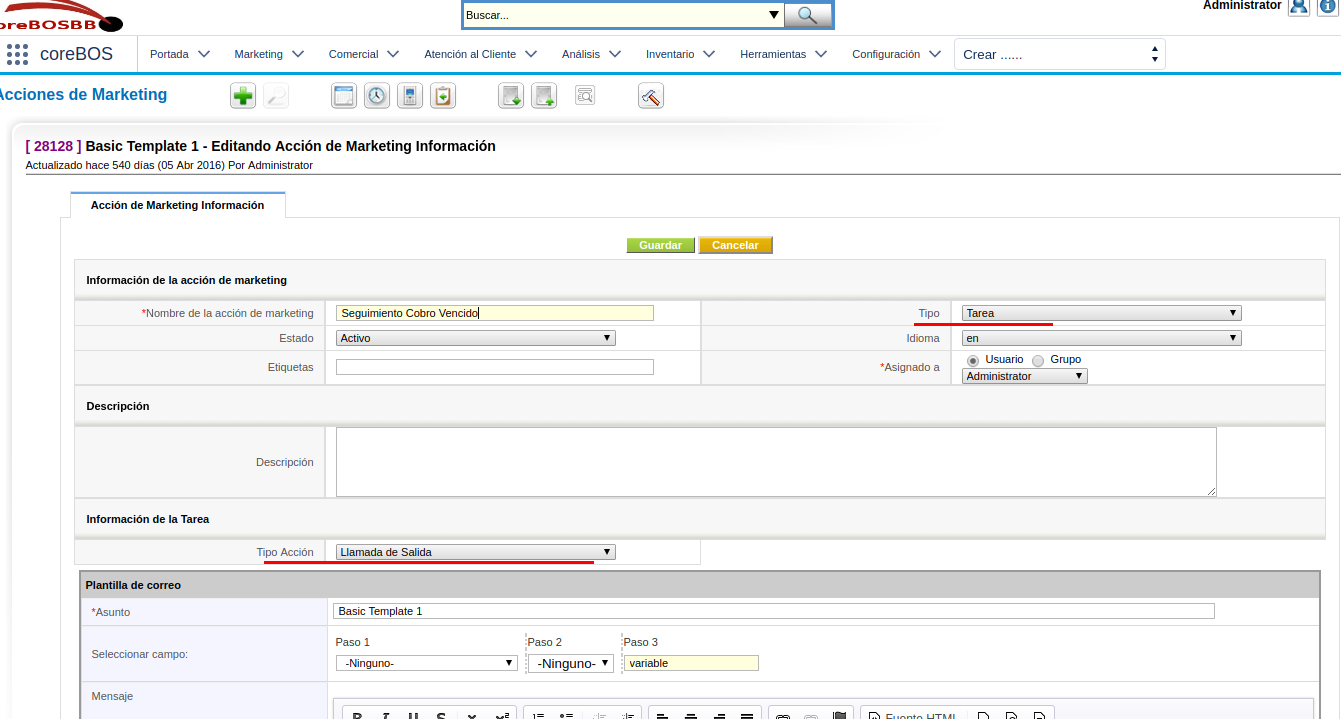 oreBOSBB
Buscar...
Administrator
coreBOS Portada Marketing Comercial Atención al Cliente Análisis Inventario Herramientas Configuración Crear ......
Acciones de Marketing
[ 28128 ] Basic Template 1 - Editando Acción de Marketing Información
Actualizado hace 540 días (05 Abr 2016) Por Administrator
Acción de Marketing Información
Guardar Cancelar
Información de la acción de marketing
*Nombre de la acción de marketing Seguimiento Cobro Vencido Tipo Tarea
Estado Activo Idioma en
Etiquetas *Asignado a Usuario Grupo
Administrator
Descripción
Descripción
Información de la Tarea
Tipo Acción Llamada de Salida
Plantilla de correo
*Asunto Basic Template 1
Seleccionar campo: Paso 1 Paso 2 Paso 3
-Ninguno- -Ninguno- variable
Mensaje
B I U S Fuente HTML